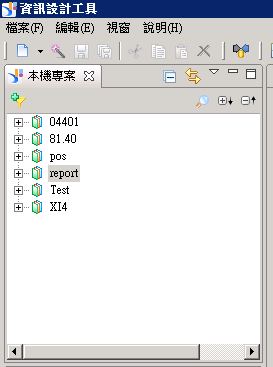 資訊設計工具
檔案(F) 編輯(E) 視窗 說明(H)
本機專案
04401
81.40
pos
report
Test
XI4